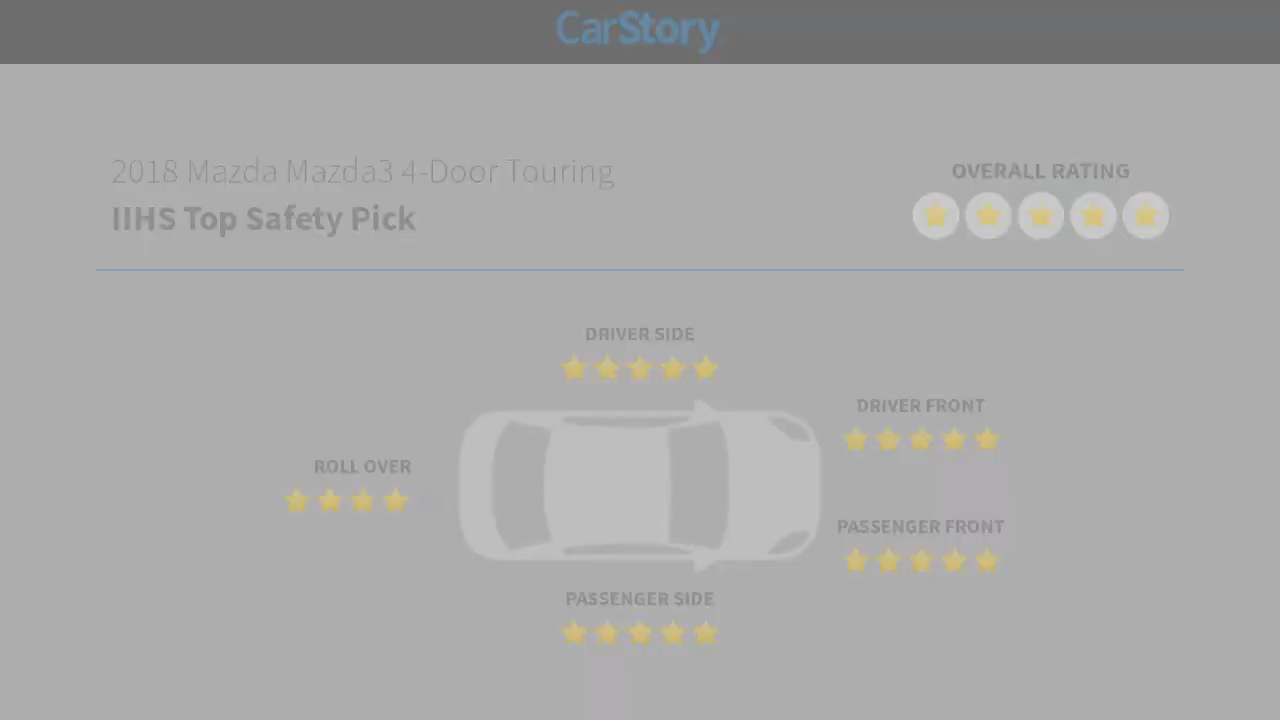 CarStory
2018 Mazda Mazda3 4-Door Touring
IIHS Top Safety Pick
OVERALL RATING
DRIVER SIDE
DRIVER FRONT
ROLL OVER
PASSENGER FRONT
PASSENGER SIDE